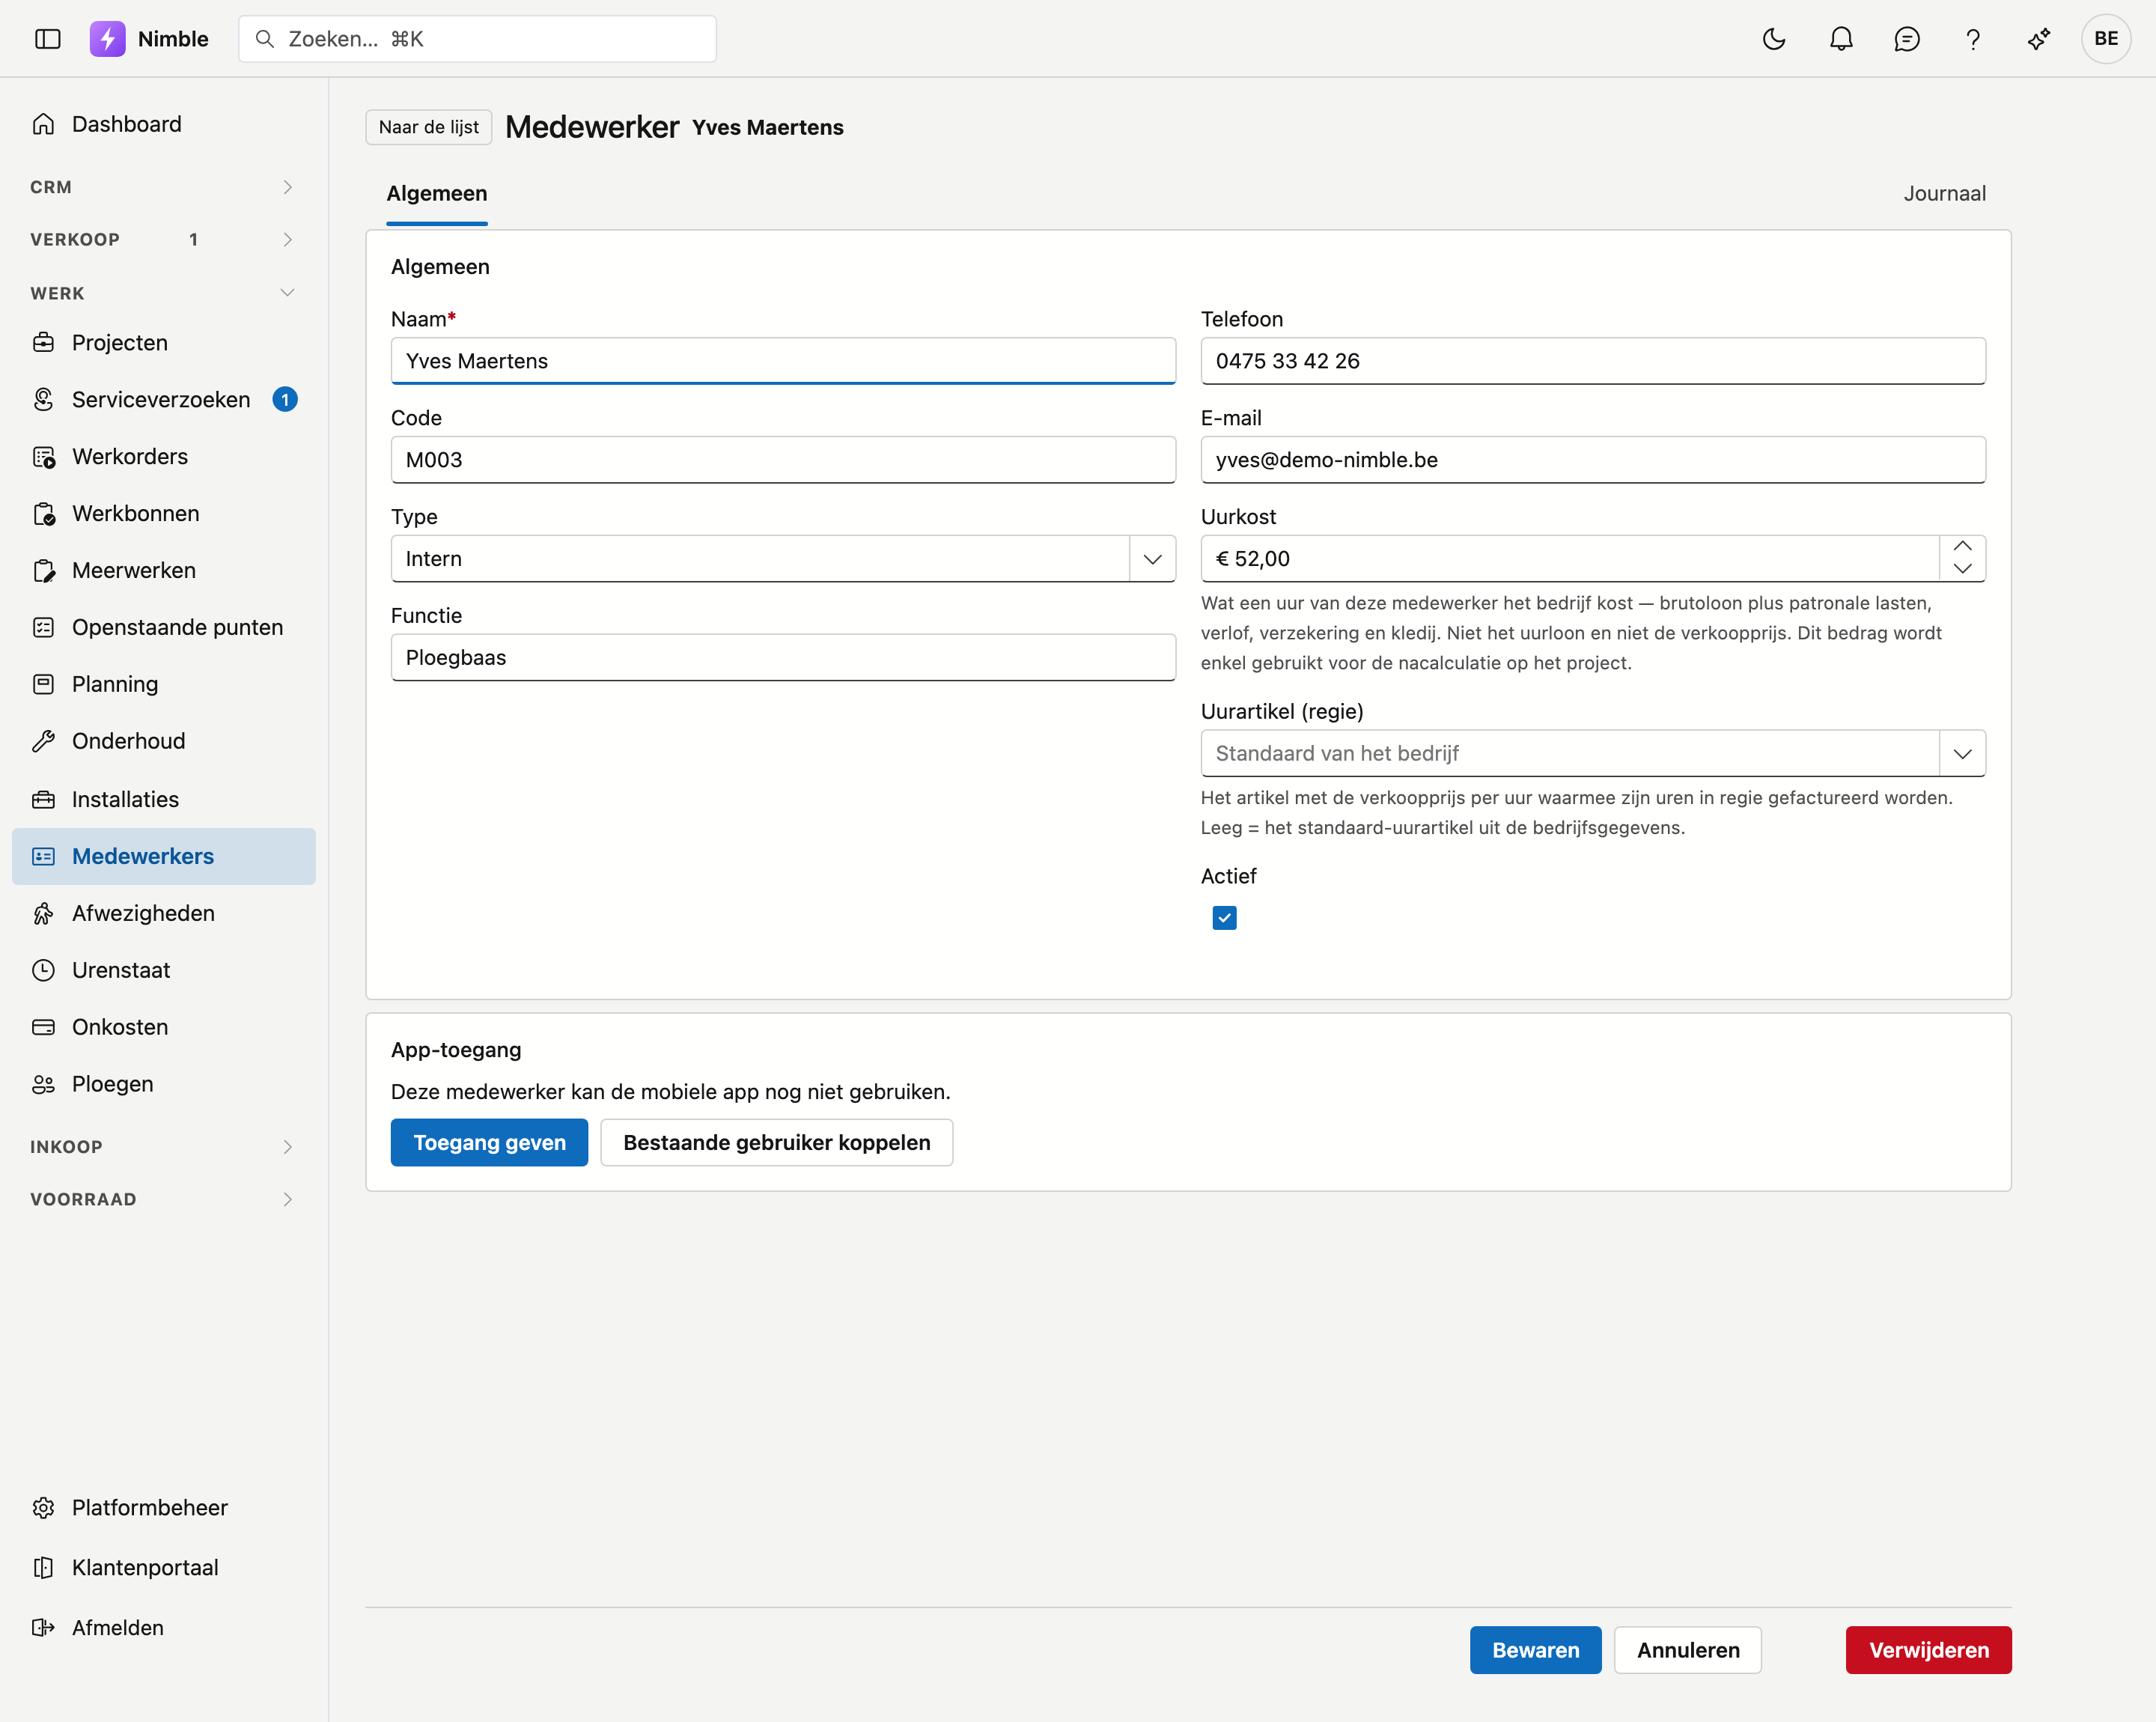 Nimble
Zoeken... ⌘K
BE
Dashboard
CRM
VERKOOP 1
WERK
Projecten
Serviceverzoeken 1
Werkorders
Werkbonnen
Meerwerken
Openstaande punten
Planning
Onderhoud
Installaties
Medewerkers
Afwezigheden
Urenstaat
Onkosten
Ploegen
INKOOP
VOORRAAD
Platformbeheer
Klantenportaal
Afmelden
Naar de lijst Medewerker Yves Maertens
Algemeen Journaal
Algemeen
Naam*
Yves Maertens
Code
M003
Type
Intern
Functie
Ploegbaas
Telefoon
0475 33 42 26
E-mail
yves@demo-nimble.be
Uurkost
€ 52,00
Wat een uur van deze medewerker het bedrijf kost — brutoloon plus patronale lasten,
verlof, verzekering en kledij. Niet het uurloon en niet de verkoopprijs. Dit bedrag wordt
enkel gebruikt voor de nacalculatie op het project.
Uurartikel (regie)
Standaard van het bedrijf
Het artikel met de verkoopprijs per uur waarmee zijn uren in regie gefactureerd worden.
Leeg = het standaard-uurartikel uit de bedrijfsgegevens.
Actief
App-toegang
Deze medewerker kan de mobiele app nog niet gebruiken.
Toegang geven Bestaande gebruiker koppelen
Bewaren Annuleren Verwijderen